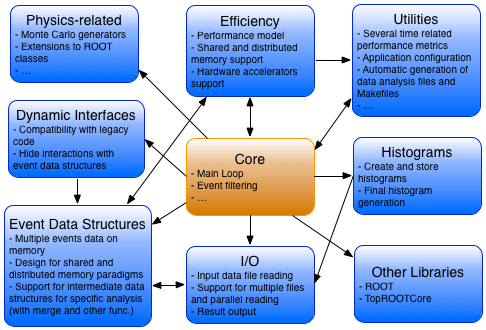 Physics-related
- Monte Carlo generators
- Extensions to ROOT
classes
- ...
Efficiency
- Performance model
- Shared and distributed
memory support
- Hardware accelerators
support
Utilities
- Several time related
performance metrics
- Application configuration
- Automatic generation of
data analysis files and
Makefiles
- ...
Dynamic Interfaces
- Compatibility with legacy
code
- Hide interactions with
event data structures
Core
- Main Loop
- Event filtering
- ...
Histograms
- Create and store
histograms
- Final histogram
generation
Event Data Structures
- Multiple events data on
memory
- Design for shared and
distributed memory paradigms
- Support for intermediate data
structures for specific analysis
(with merge and other func.)
I/O
- Input data file reading
- Support for multiple files
and parallel reading
- Result output
Other Libraries
- ROOT
- TopROOTCore